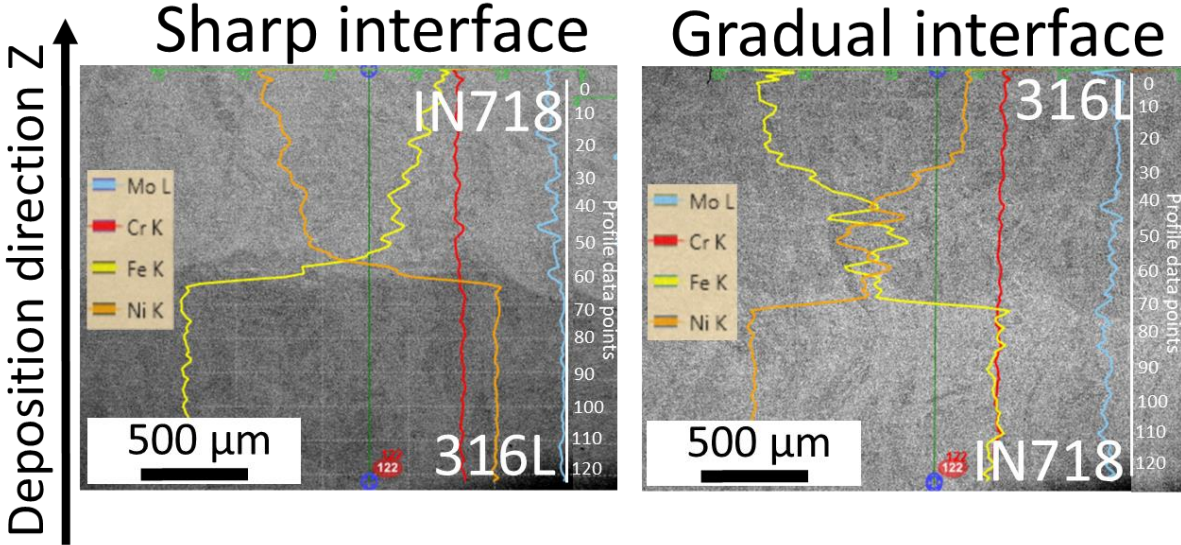 Deposition direction Z
Sharp interface
IN718
Mo L
Cr K
Fe K
Ni K
0
10
20
30
40
50
60
70
80
90
100
110
120
Profile data points
500 µm
316L
122
Gradual interface
316L
Mo L
Cr K
Fe K
Ni K
0
10
20
30
40
50
60
70
80
90
100
110
120
Profile data points
500 µm
IN718
122